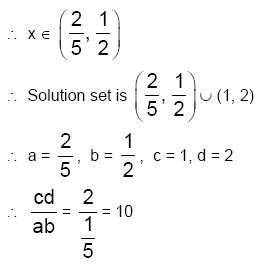 ∴ x ∈ (2/5, 1/2)
∴ Solution set is (2/5, 1/2) ∪ (1, 2)
∴ a = 2/5, b = 1/2, c = 1, d = 2
∴ cd/ab = 2/(1/5) = 10